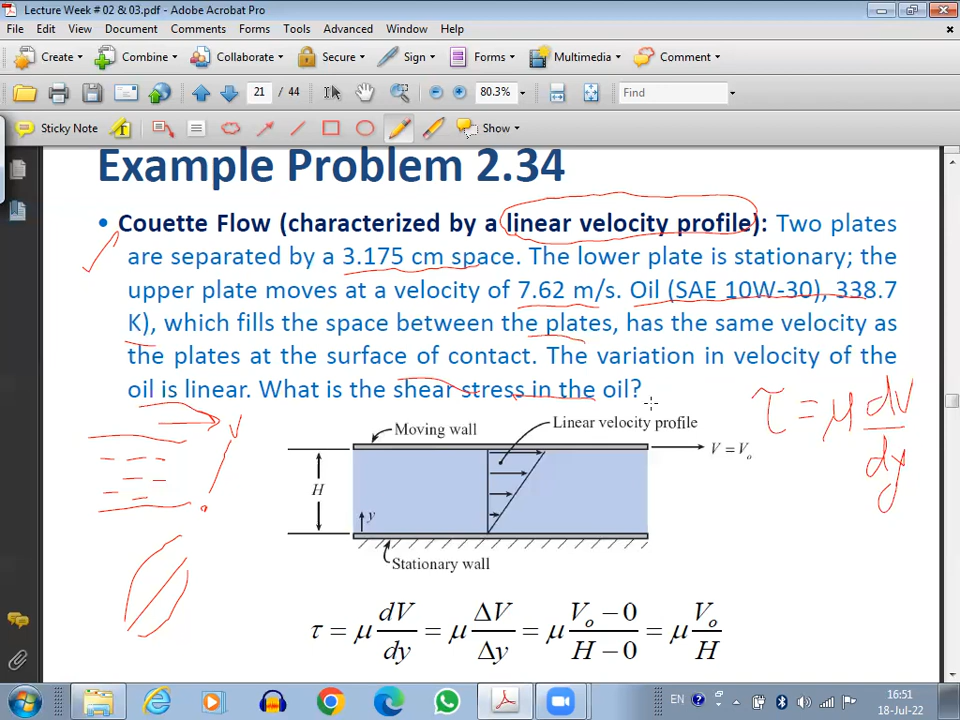 Lecture Week # 02 & 03.pdf - Adobe Acrobat Pro
File Edit View Document Comments Forms Tools Advanced Window Help
Create Combine Collaborate Secure Sign Forms Multimedia Comment
21 / 44 80.3% Find
Sticky Note T Show
Example Problem 2.34
• Couette Flow (characterized by a linear velocity profile): Two plates
are separated by a 3.175 cm space. The lower plate is stationary; the
upper plate moves at a velocity of 7.62 m/s. Oil (SAE 10W-30), 338.7
K), which fills the space between the plates, has the same velocity as
the plates at the surface of contact. The variation in velocity of the
oil is linear. What is the shear stress in the oil?
τ = μ dV/dy
V
Moving wall
Linear velocity profile
V = Vo
H
y
Stationary wall
τ = μ dV/dy = μ ΔV/Δy = μ (Vo − 0)/(H − 0) = μ Vo/H
EN
16:51
18-Jul-22